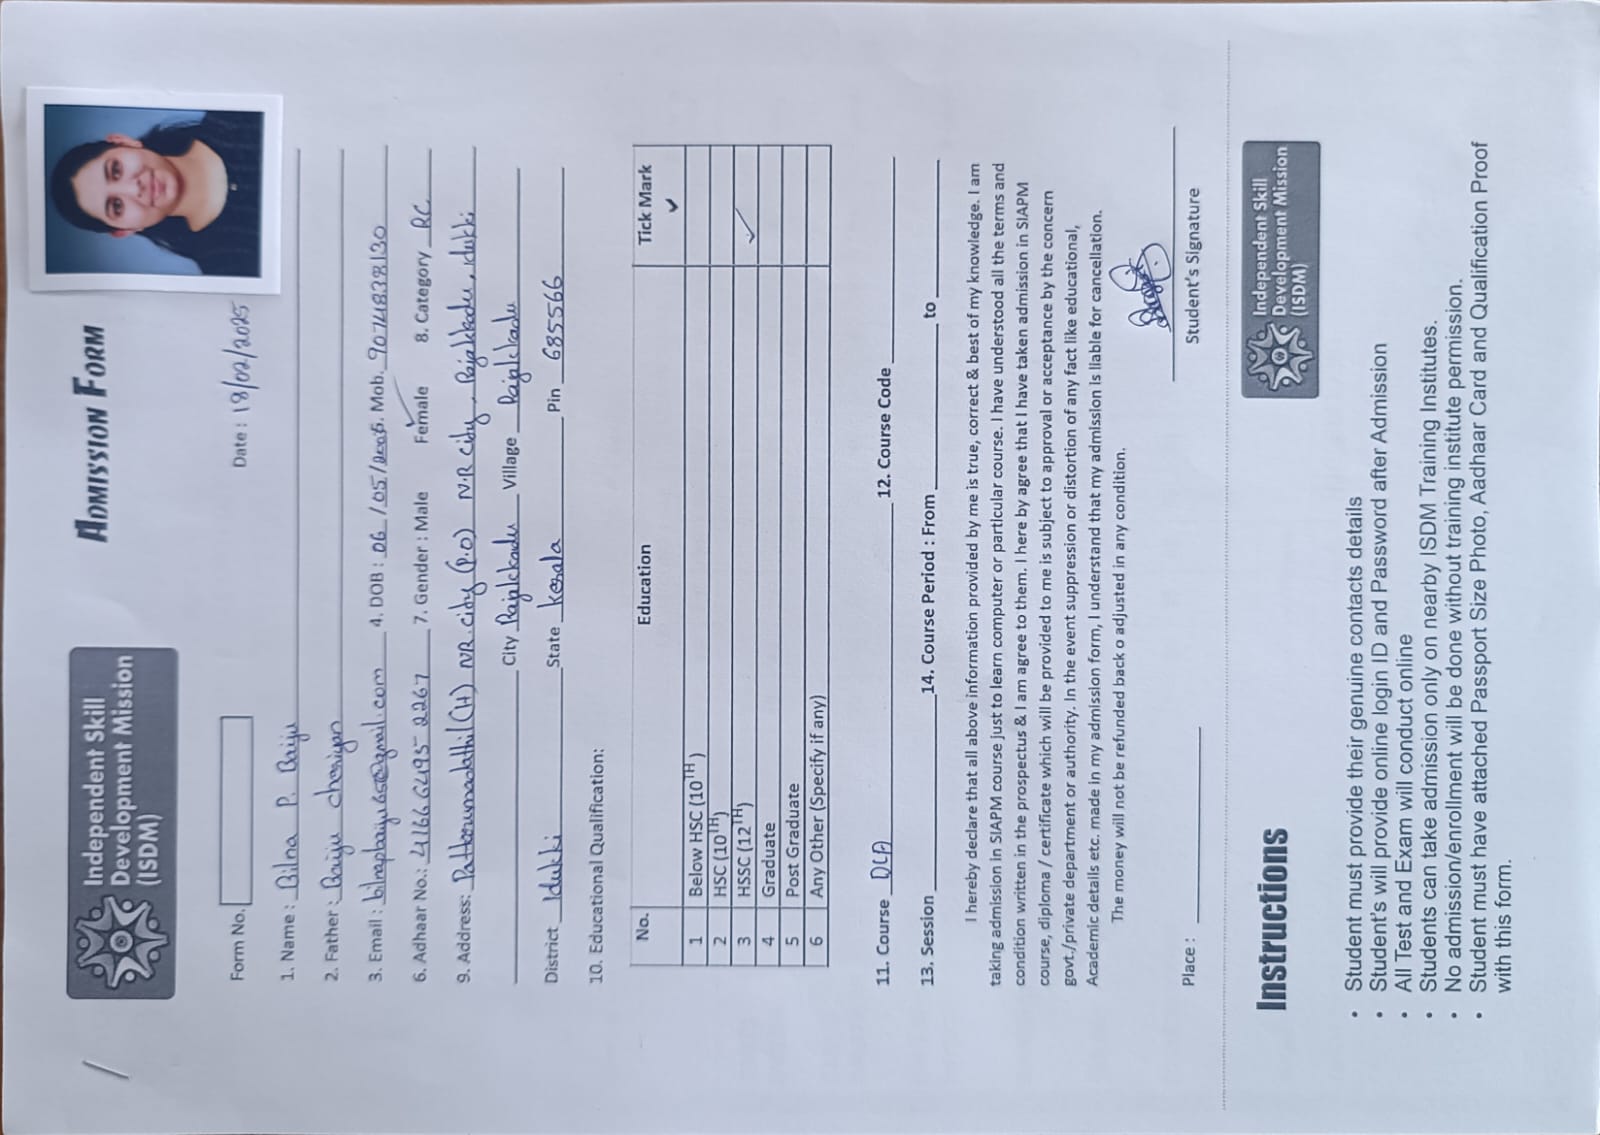 Independent Skill
Development Mission
(ISDM)
ADMISSION FORM
Form No.
Date : 18/02/2025
1. Name : Bilna P. Baiju
2. Father : Baiju cheriyan
3. Email : bilnapbaiju65@gmail.com 4. DOB : 06/05/2005. Mob. 9074838130
6. Adhaar No.: 4166 6495 2267 7. Gender : Male Female ✓ 8. Category RC
9. Address: (H) N.R.city (P.O) N.R city, Rajakkadu, idukki
City Rajakkadu Village Rajakkadu
District Idukki State Kerala Pin 685566
10. Educational Qualification:
No. Education Tick Mark ✓
1 Below HSC (10TH)
2 HSC (10TH)
3 HSSC (12TH) ✓
4 Graduate
5 Post Graduate
6 Any Other (Specify if any)
11. Course DCA 12. Course Code
13. Session 14. Course Period : From to
I hereby declare that all above information provided by me is true, correct & best of my knowledge. I am
taking admission in SIAPM course just to learn computer or particular course. I have understood all the terms and
condition written in the prospectus & I am agree to them. I here by agree that I have taken admission in SIAPM
course, diploma / certificate which will be provided to me is subject to approval or acceptance by the concern
govt./private department or authority. In the event suppression or distortion of any fact like educational,
Academic details etc. made in my admission form, I understand that my admission is liable for cancellation.
The money will not be refunded back o adjusted in any condition.
Place :
Student's Signature
Instructions
Independent Skill
Development Mission
(ISDM)
• Student must provide their genuine contacts details
• Student's will provide online login ID and Password after Admission
• All Test and Exam will conduct online
• Students can take admission only on nearby ISDM Training Institutes.
• No admission/enrollment will be done without training institute permission.
• Student must have attached Passport Size Photo, Aadhaar Card and Qualification Proof
with this form.